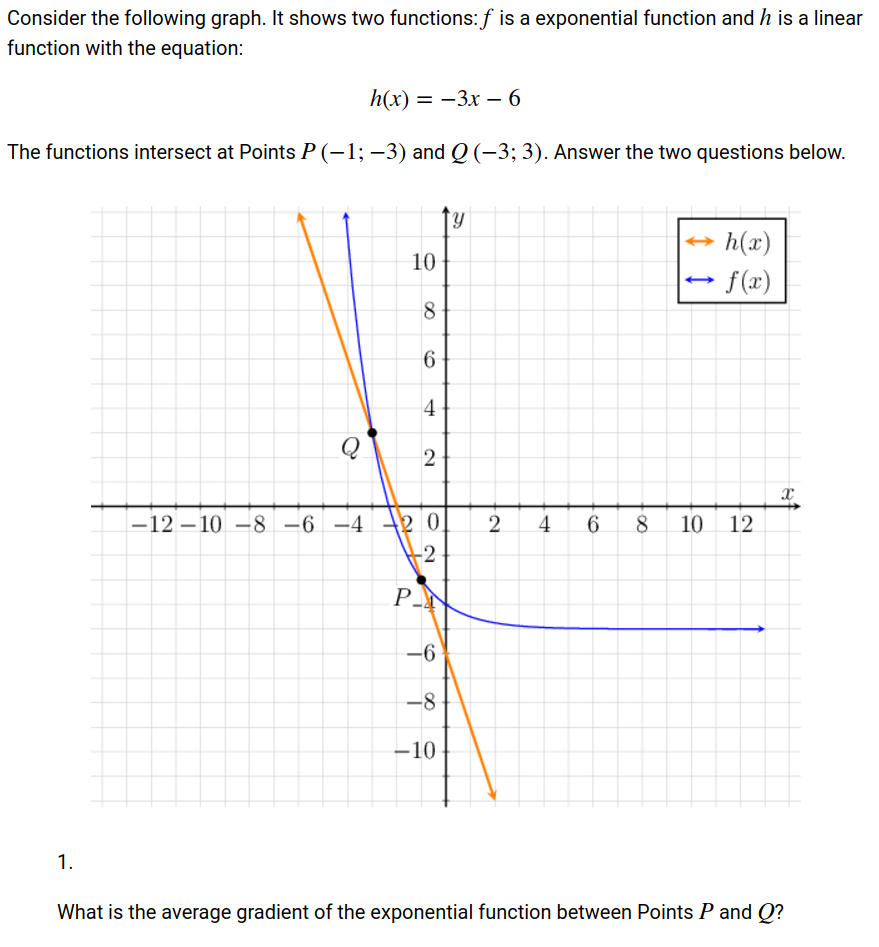 Consider the following graph. It shows two functions: f is a exponential function and h is a linear
function with the equation:
h(x) = −3x − 6
The functions intersect at Points P (−1; −3) and Q (−3; 3). Answer the two questions below.
y
h(x)
f(x)
10
8
6
4
Q
2
x
−12 −10 −8 −6 −4 −2 0 2 4 6 8 10 12
−2
P
−4
−6
−8
−10
1.
What is the average gradient of the exponential function between Points P and Q?